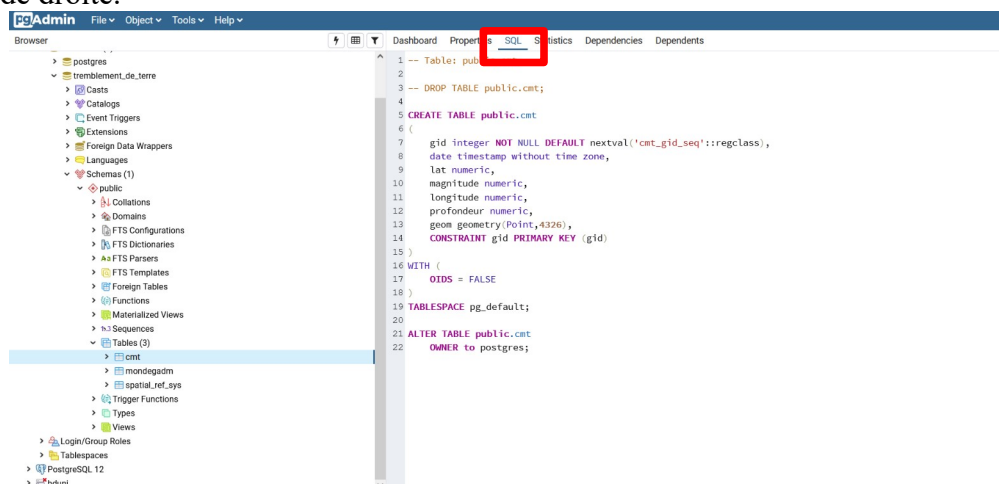 de droite.
pgAdmin File Object Tools Help
Browser
Dashboard Properties SQL Statistics Dependencies Dependents
postgres
tremblement_de_terre
Casts
Catalogs
Event Triggers
Extensions
Foreign Data Wrappers
Languages
Schemas (1)
public
Collations
Domains
FTS Configurations
FTS Dictionaries
FTS Parsers
FTS Templates
Foreign Tables
Functions
Materialized Views
Sequences
Tables (3)
cmt
mondegadm
spatial_ref_sys
Trigger Functions
Types
Views
Login/Group Roles
Tablespaces
PostgreSQL 12
bduni
1 -- Table: pub
2
3 -- DROP TABLE public.cmt;
4
5 CREATE TABLE public.cmt
6 (
7 gid integer NOT NULL DEFAULT nextval('cmt_gid_seq'::regclass),
8 date timestamp without time zone,
9 lat numeric,
10 magnitude numeric,
11 longitude numeric,
12 profondeur numeric,
13 geom geometry(Point,4326),
14 CONSTRAINT gid PRIMARY KEY (gid)
15 )
16 WITH (
17 OIDS = FALSE
18 )
19 TABLESPACE pg_default;
20
21 ALTER TABLE public.cmt
22 OWNER to postgres;